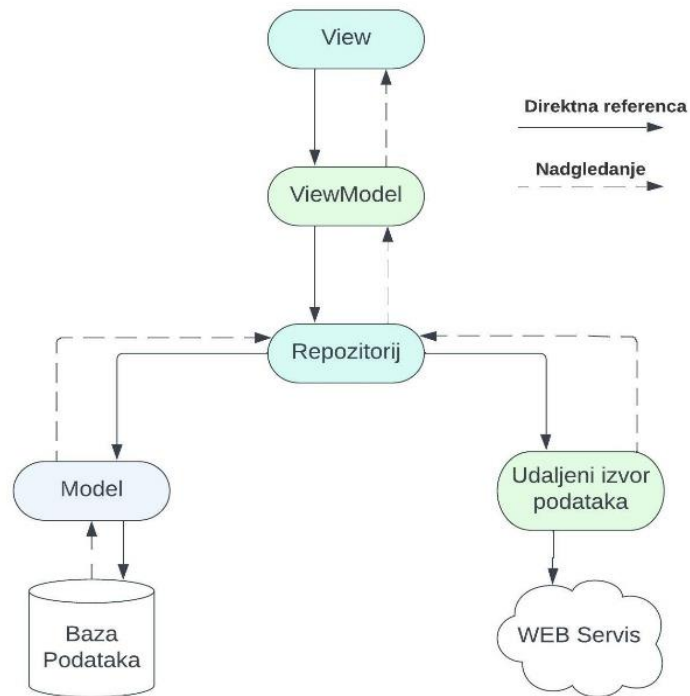 View
Direktna referenca
Nadgledanje
ViewModel
Repozitorij
Model
Udaljeni izvor
podataka
Baza
Podataka
WEB Servis